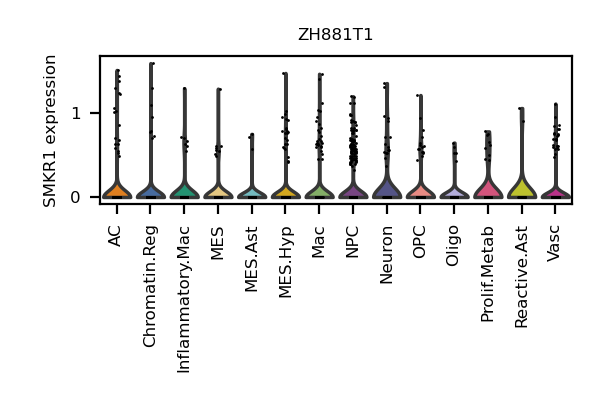 ZH881T1
SMKR1 expression
1
0
AC
Chromatin.Reg
Inflammatory.Mac
MES
MES.Ast
MES.Hyp
Mac
NPC
Neuron
OPC
Oligo
Prolif.Metab
Reactive.Ast
Vasc